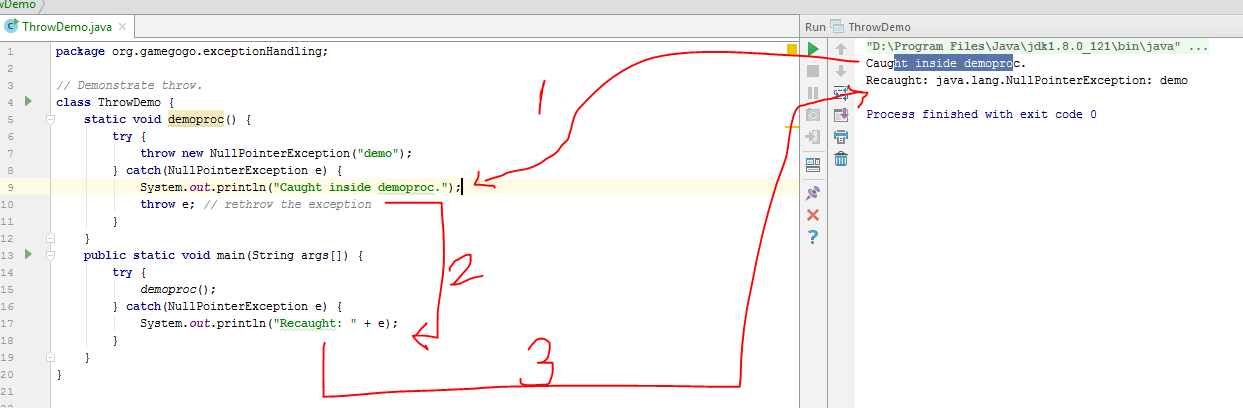 Demo
ThrowDemo.java
1 package org.gamegogo.exceptionHandling;
2
3 // Demonstrate throw.
4 class ThrowDemo {
5 static void demoproc() {
6 try {
7 throw new NullPointerException("demo");
8 } catch(NullPointerException e) {
9 System.out.println("Caught inside demoproc.");
10 throw e; // rethrow the exception
11 }
12 }
13 public static void main(String args[]) {
14 try {
15 demoproc();
16 } catch(NullPointerException e) {
17 System.out.println("Recaught: " + e);
18 }
19 }
20 }
21
1
2
3
Run ThrowDemo
"D:\Program Files\Java\jdk1.8.0_121\bin\java" ...
Caught inside demoproc.
Recaught: java.lang.NullPointerException: demo
Process finished with exit code 0